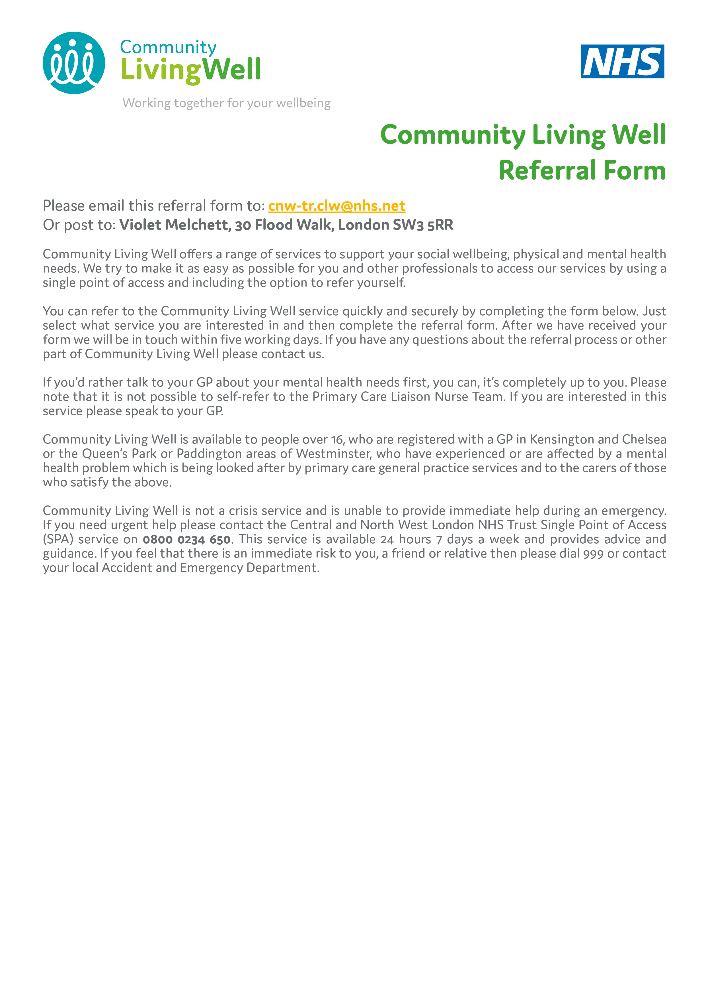 Community
LivingWell
Working together for your wellbeing
NHS
Community Living Well
Referral Form
Please email this referral form to: cnw-tr.clw@nhs.net
Or post to: Violet Melchett, 30 Flood Walk, London SW3 5RR
Community Living Well offers a range of services to support your social wellbeing, physical and mental health
needs. We try to make it as easy as possible for you and other professionals to access our services by using a
single point of access and including the option to refer yourself.
You can refer to the Community Living Well service quickly and securely by completing the form below. Just
select what service you are interested in and then complete the referral form. After we have received your
form we will be in touch within five working days. If you have any questions about the referral process or other
part of Community Living Well please contact us.
If you’d rather talk to your GP about your mental health needs first, you can, it’s completely up to you. Please
note that it is not possible to self-refer to the Primary Care Liaison Nurse Team. If you are interested in this
service please speak to your GP.
Community Living Well is available to people over 16, who are registered with a GP in Kensington and Chelsea
or the Queen’s Park or Paddington areas of Westminster, who have experienced or are affected by a mental
health problem which is being looked after by primary care general practice services and to the carers of those
who satisfy the above.
Community Living Well is not a crisis service and is unable to provide immediate help during an emergency.
If you need urgent help please contact the Central and North West London NHS Trust Single Point of Access
(SPA) service on 0800 0234 650. This service is available 24 hours 7 days a week and provides advice and
guidance. If you feel that there is an immediate risk to you, a friend or relative then please dial 999 or contact
your local Accident and Emergency Department.